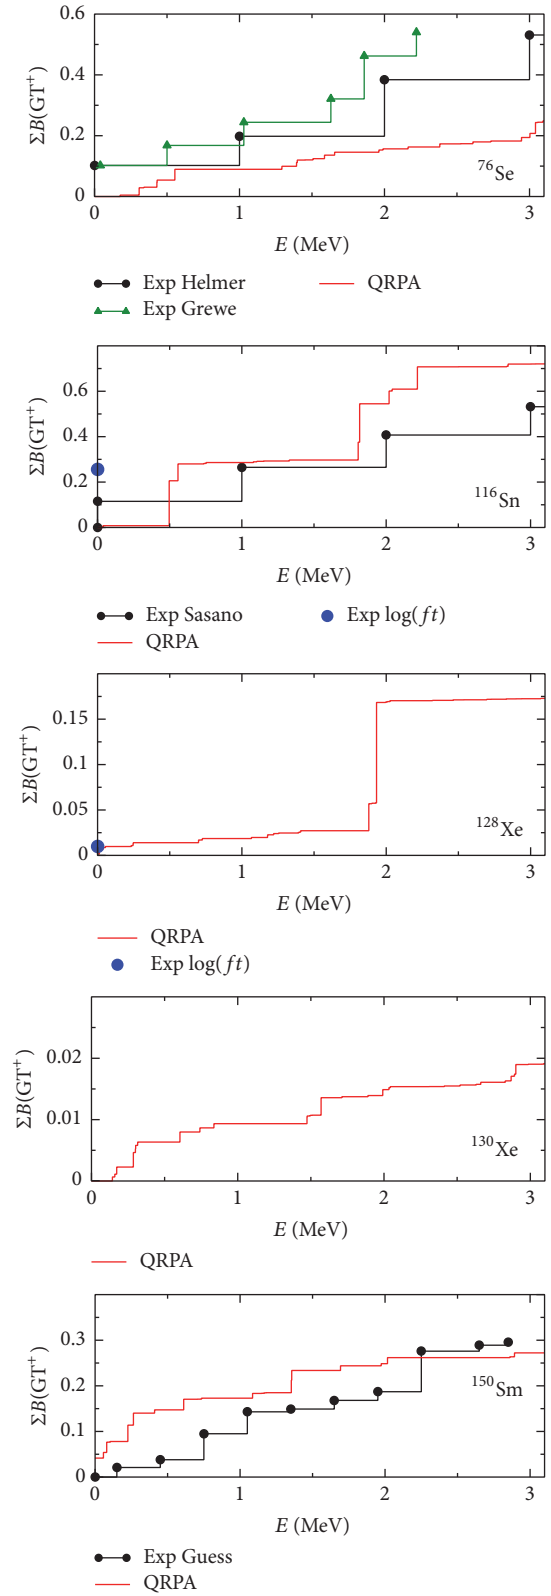 0.6
0.4
0.2
0
ΣB(GT⁺)
⁷⁶Se
0 1 2 3
E (MeV)
Exp Helmer QRPA
Exp Grewe
0.6
0.4
0.2
0
ΣB(GT⁺)
¹¹⁶Sn
0 1 2 3
E (MeV)
Exp Sasano Exp log(ft)
QRPA
0.15
0.1
0.05
0
ΣB(GT⁺)
¹²⁸Xe
0 1 2 3
E (MeV)
QRPA
Exp log(ft)
0.02
0.01
0
ΣB(GT⁺)
¹³⁰Xe
0 1 2 3
E (MeV)
QRPA
0.3
0.2
0.1
0
ΣB(GT⁺)
¹⁵⁰Sm
0 1 2 3
E (MeV)
Exp Guess
QRPA